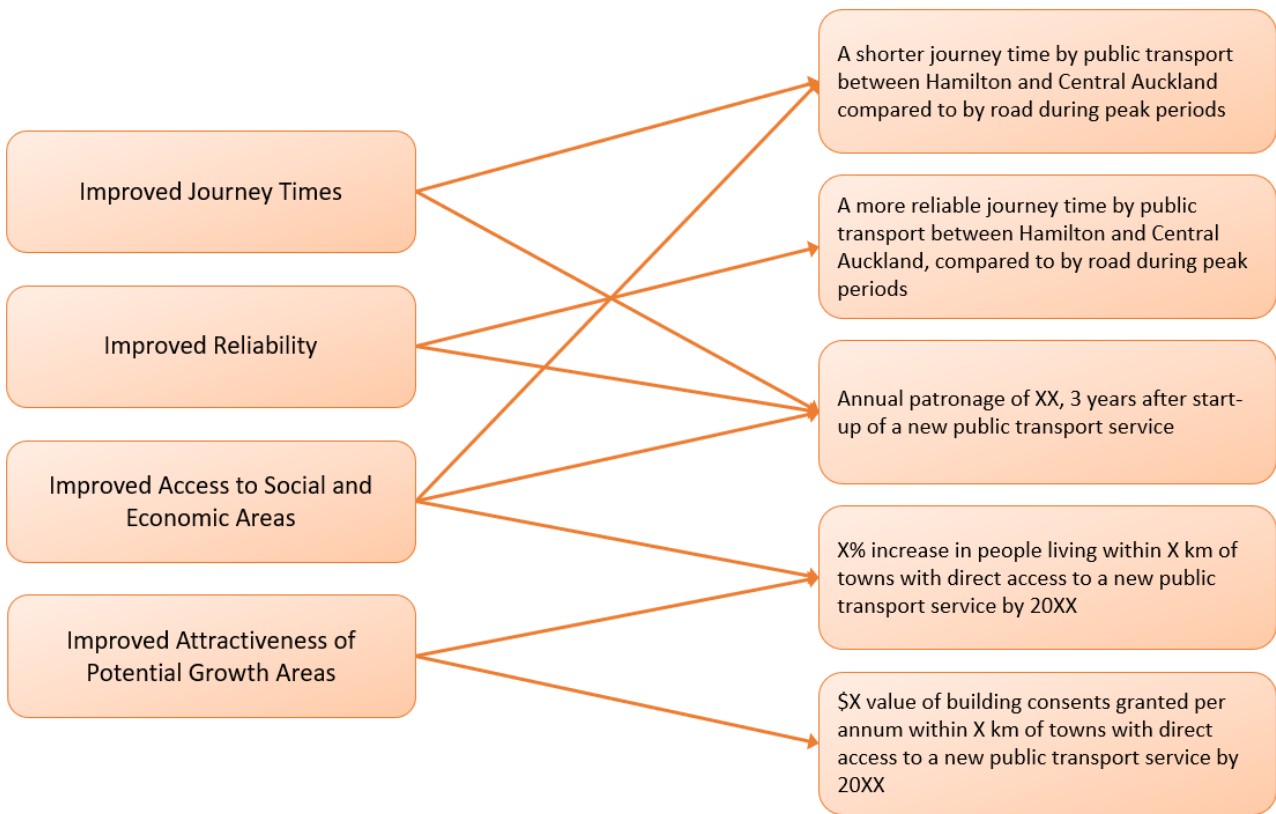 Improved Journey Times
Improved Reliability
Improved Access to Social and
Economic Areas
Improved Attractiveness of
Potential Growth Areas
A shorter journey time by public transport
between Hamilton and Central Auckland
compared to by road during peak periods
A more reliable journey time by public
transport between Hamilton and Central
Auckland, compared to by road during peak
periods
Annual patronage of XX, 3 years after start-
up of a new public transport service
X% increase in people living within X km of
towns with direct access to a new public
transport service by 20XX
$X value of building consents granted per
annum within X km of towns with direct
access to a new public transport service by
20XX